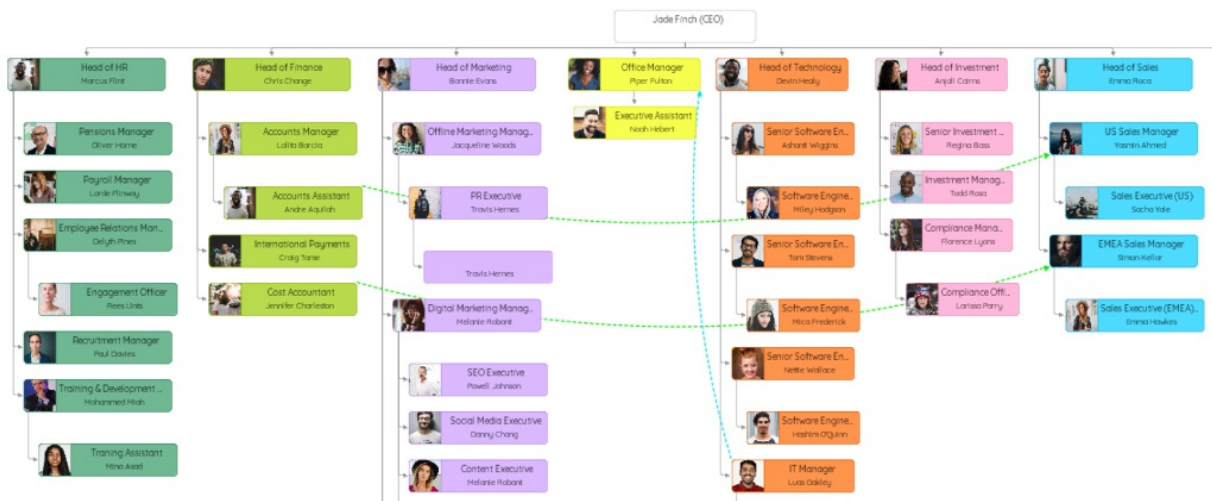 Jade Finch (CEO)
Head of HR
Marcus Flint
Pensions Manager
Oliver Horne
Payroll Manager
Lorde Flinway
Employee Relations Man...
Delyth Pines
Engagement Officer
Rees Units
Recruitment Manager
Paul Davies
Training & Development ...
Mohammed Miah
Traning Assistant
Mina Asad
Head of Finance
Chris Change
Accounts Manager
Lolita Barcia
Accounts Assistant
Andre Aquilah
International Payments
Craig Tame
Cost Accountant
Jennifer Charleston
Head of Marketing
Bonnie Evans
Offline Marketing Manag...
Jacqueline Woods
PR Executive
Travis Hernes
Travis Hernes
Digital Marketing Manag...
Melanie Robant
SEO Executive
Powell Johnson
Social Media Executive
Danny Chang
Content Executive
Melanie Robant
Office Manager
Piper Fulton
Executive Assistant
Noah Hebert
Head of Technology
Devin Healy
Senior Software En...
Ashanti Wiggins
Software Engine...
Miley Hodgson
Senior Software En...
Tom Stevens
Software Engine...
Mica Frederick
Senior Software En...
Nettie Wallace
Software Engine...
Hashim O'Quinn
IT Manager
Luas Oakley
Head of Investment
Anjali Cairns
Senior Investment ...
Regina Bass
Investment Manag...
Todd Rosa
Compliance Mana...
Florence Lyons
Compliance Offi...
Larissa Parry
Head of Sales
Emma Roca
US Sales Manager
Yasmin Ahmed
Sales Executive (US)
Sacha Yale
EMEA Sales Manager
Simon Kellar
Sales Executive (EMEA)...
Emma Hawkes